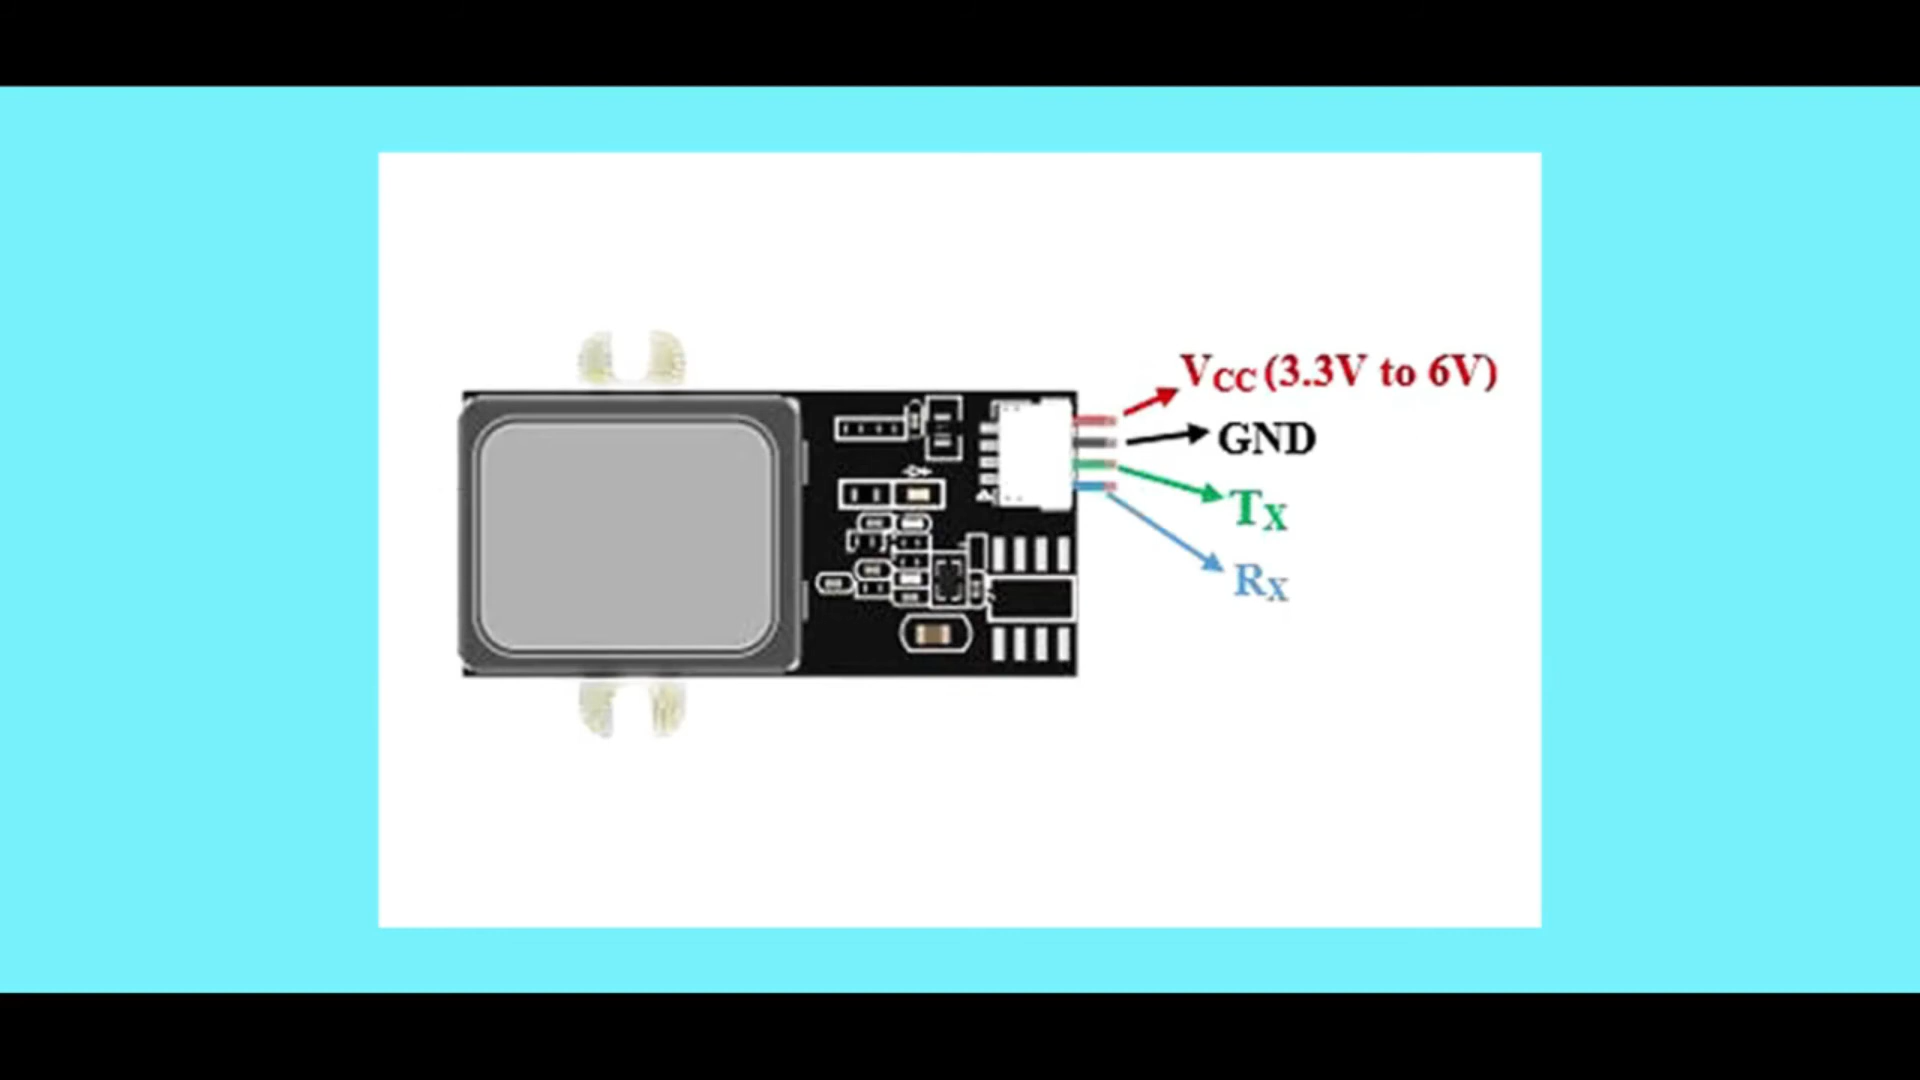 VCC (3.3V to 6V)
GND
TX
RX